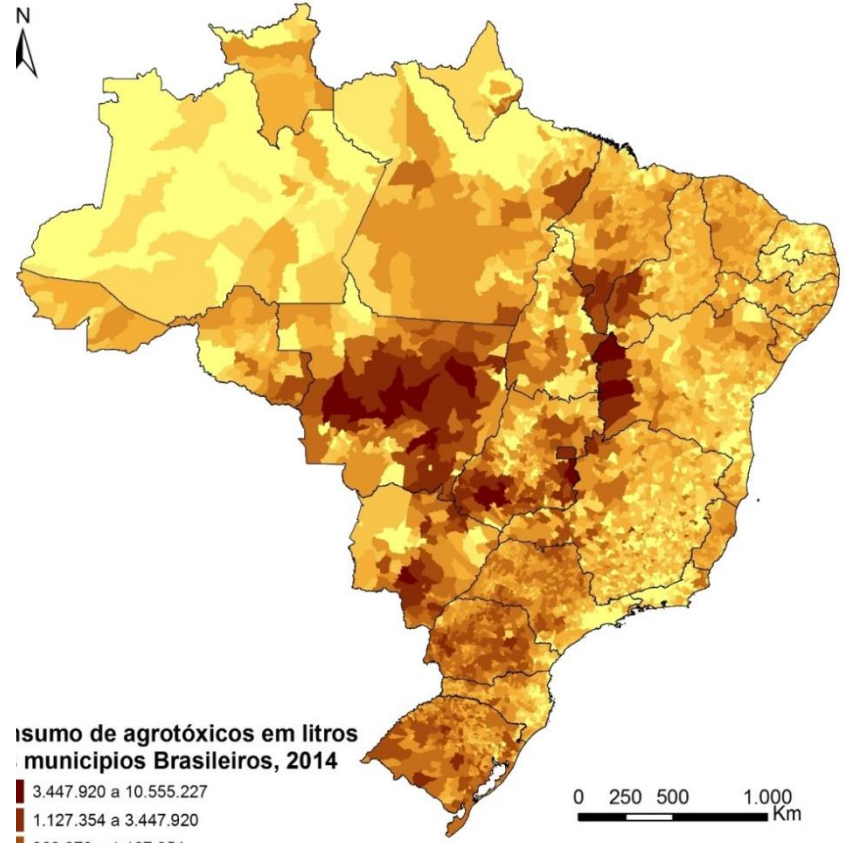 N
nsumo de agrotóxicos em litros
municipios Brasileiros, 2014
3.447.920 a 10.555.227
1.127.354 a 3.447.920
0 250 500 1.000
Km